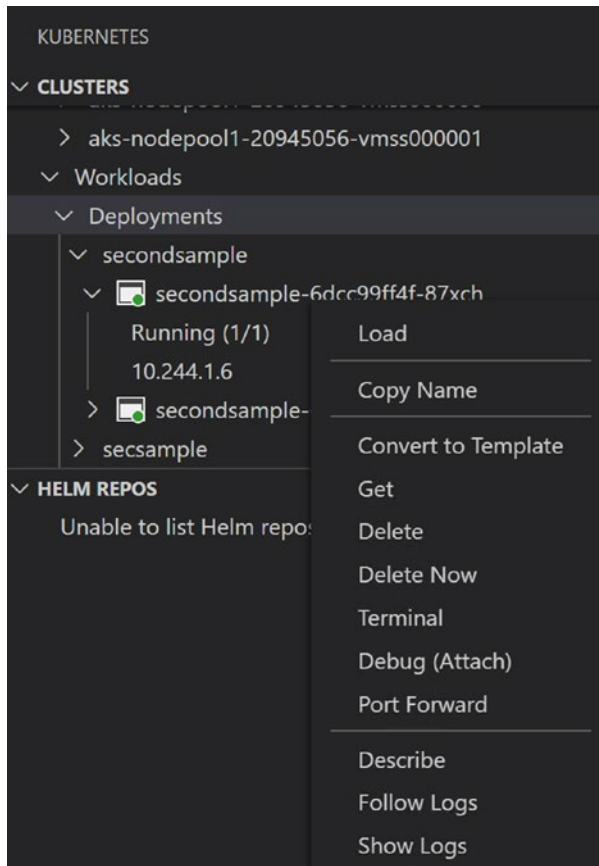 KUBERNETES
CLUSTERS
aks-nodepool1-20945056-vmss000001
Workloads
Deployments
secondsample
secondsample-6dcc99ff4f-87xch
Running (1/1)
10.244.1.6
secondsample-
secsample
HELM REPOS
Unable to list Helm repos
Load
Copy Name
Convert to Template
Get
Delete
Delete Now
Terminal
Debug (Attach)
Port Forward
Describe
Follow Logs
Show Logs